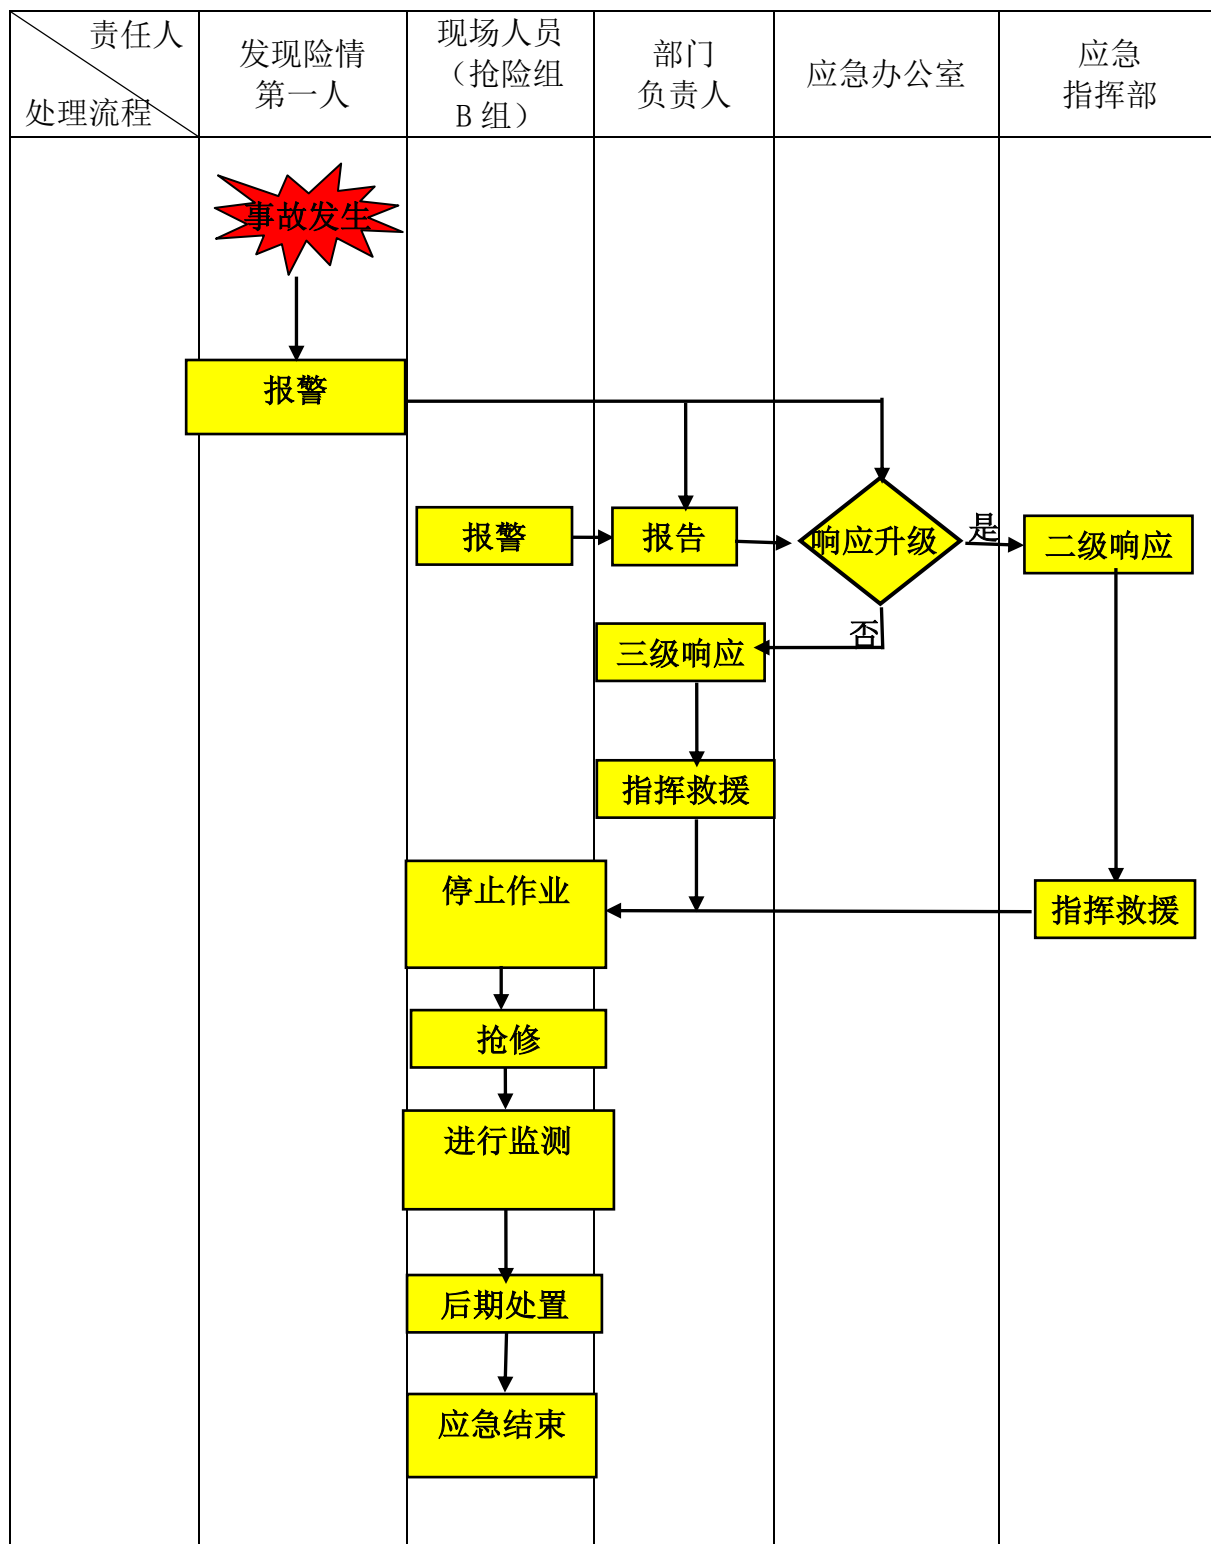 责任人
处理流程
发现险情
第一人
现场人员
（抢险组
B 组）
部门
负责人
应急办公室
应急
指挥部
事故发生
报警
报警
报告
响应升级
是
二级响应
否
三级响应
指挥救援
停止作业
指挥救援
抢修
进行监测
后期处置
应急结束